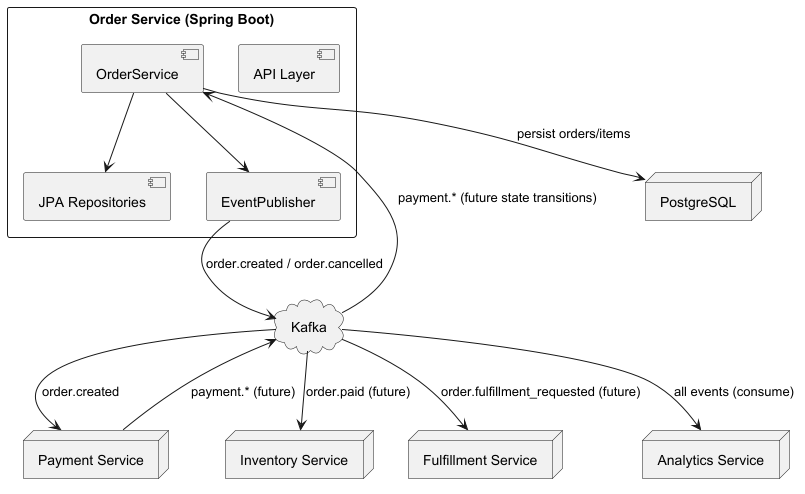 Order Service (Spring Boot)
OrderService
API Layer
persist orders/items
JPA Repositories
EventPublisher
payment.* (future state transitions)
PostgreSQL
order.created / order.cancelled
Kafka
order.created
payment.* (future)
order.paid (future)
order.fulfillment_requested (future)
all events (consume)
Payment Service
Inventory Service
Fulfillment Service
Analytics Service